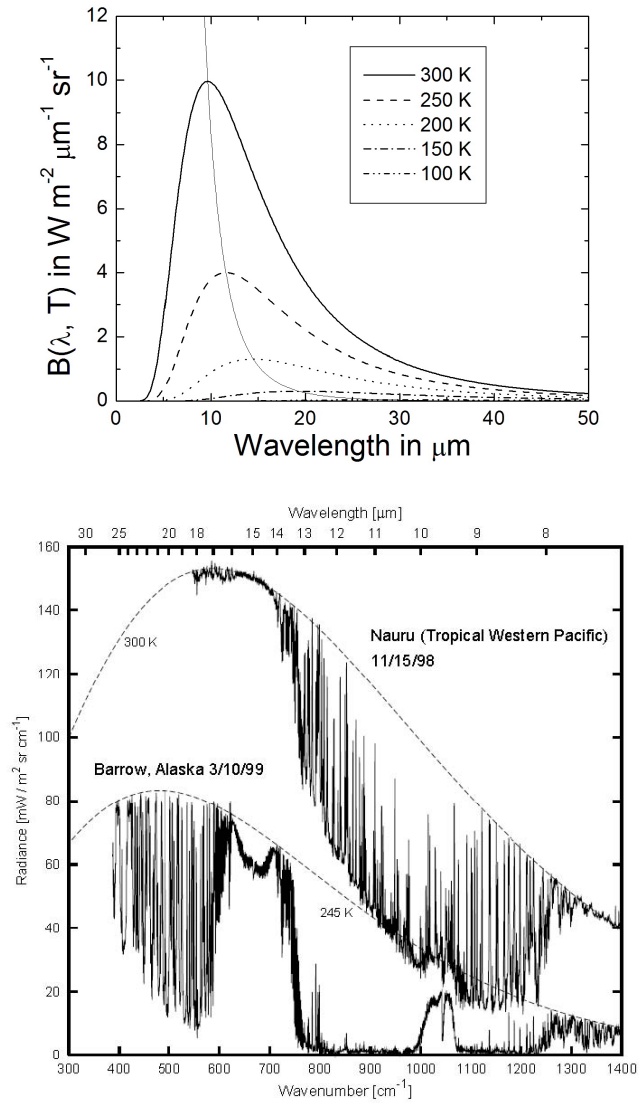 12
10
8
6
4
2
0
B(λ, T) in W m⁻² μm⁻¹ sr⁻¹
300 K
250 K
200 K
150 K
100 K
0 10 20 30 40 50
Wavelength in μm
Wavelength [μm]
30 25 20 18 15 14 13 12 11 10 9 8
160
140
120
100
80
60
40
20
0
Radiance [mW / m² sr cm⁻¹]
300 K
Nauru (Tropical Western Pacific)
11/15/98
Barrow, Alaska 3/10/99
245 K
300 400 500 600 700 800 900 1000 1100 1200 1300 1400
Wavenumber [cm⁻¹]